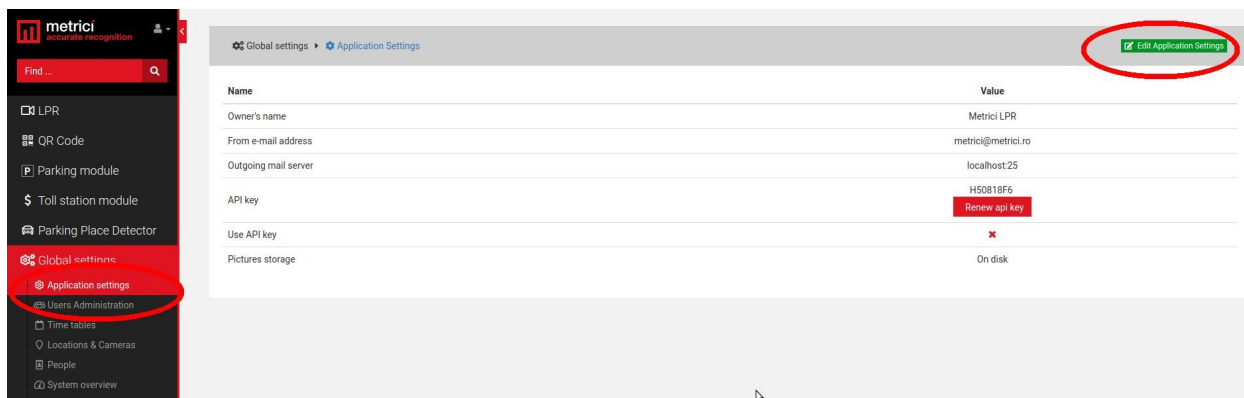 metrici
accurate recognition
Find ...
LPR
QR Code
Parking module
$ Toll station module
Parking Place Detector
Global settings
Application settings
Users Administration
Time tables
Locations & Cameras
People
System overview
Global settings Application Settings
Edit Application Settings
Name Value
Owner's name Metrici LPR
From e-mail address metrici@metrici.ro
Outgoing mail server localhost:25
API key H50818F6
Renew api key
Use API key
Pictures storage On disk